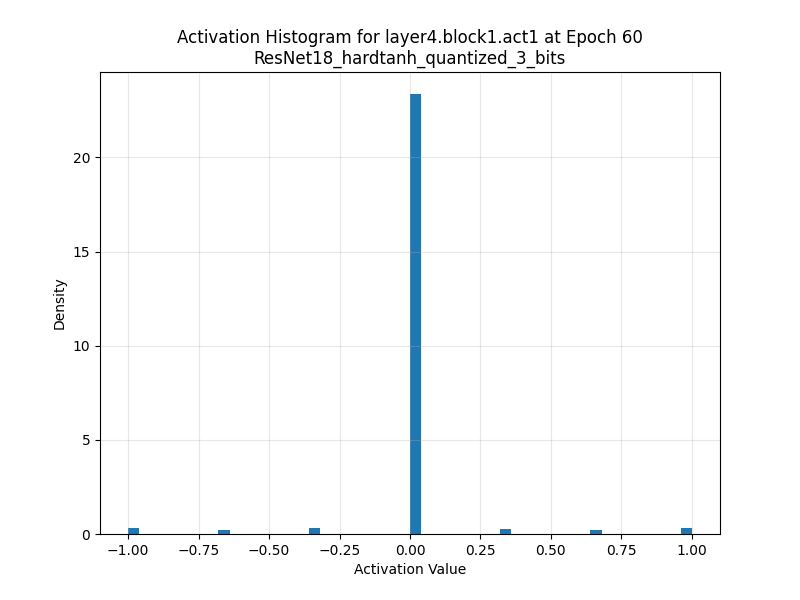 Activation Histogram for layer4.block1.act1 at Epoch 60
ResNet18_hardtanh_quantized_3_bits
20
15
10
5
0
Density
−1.00 −0.75 −0.50 −0.25 0.00 0.25 0.50 0.75 1.00
Activation Value